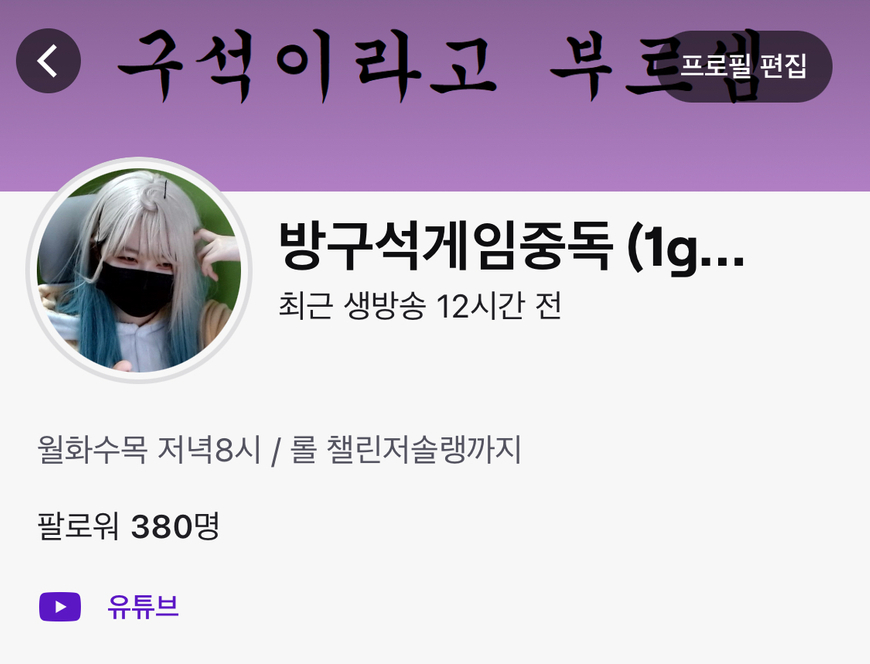 구석이라고 부르셈
프로필 편집
방구석게임중독 (1g...
최근 생방송 12시간 전
월화수목 저녁8시 / 롤 챌린저솔랭까지
팔로워 380명
유튜브